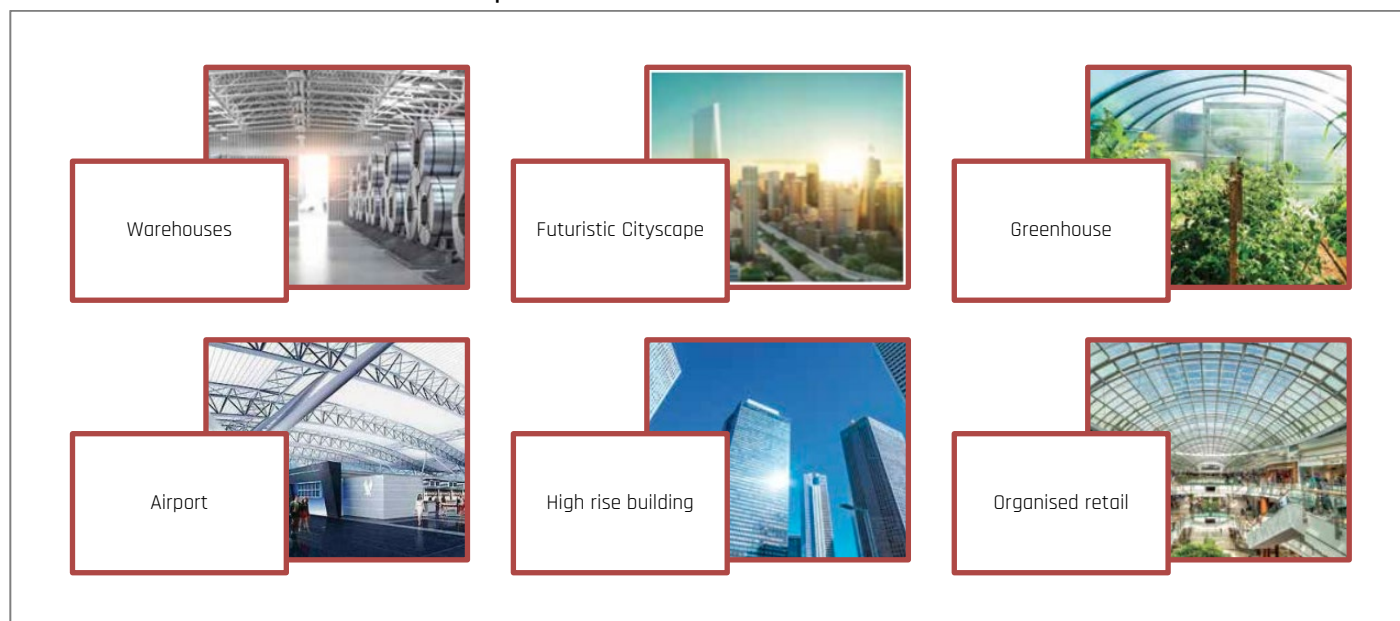 Warehouses
Futuristic Cityscape
Greenhouse
Airport
High rise building
Organised retail